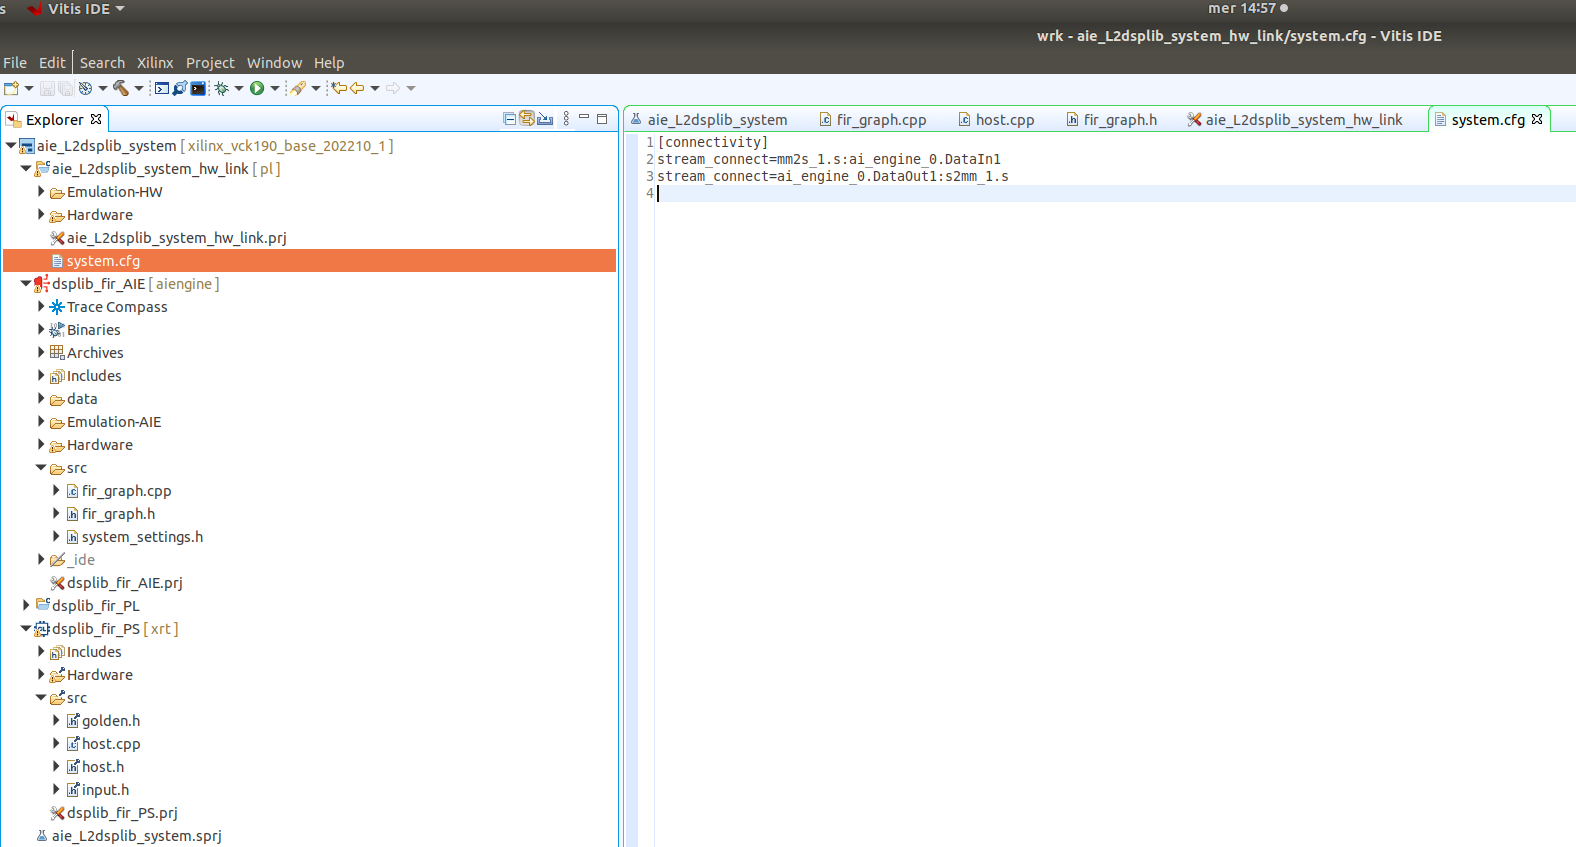 s Vitis IDE mer 14:57
wrk - aie_L2dsplib_system_hw_link/system.cfg - Vitis IDE
File Edit Search Xilinx Project Window Help
Explorer
aie_L2dsplib_system [ xilinx_vck190_base_202210_1 ]
aie_L2dsplib_system_hw_link [ pl ]
Emulation-HW
Hardware
aie_L2dsplib_system_hw_link.prj
system.cfg
dsplib_fir_AIE [ aiengine ]
Trace Compass
Binaries
Archives
Includes
data
Emulation-AIE
Hardware
src
fir_graph.cpp
fir_graph.h
system_settings.h
_ide
dsplib_fir_AIE.prj
dsplib_fir_PL
dsplib_fir_PS [ xrt ]
Includes
Hardware
src
golden.h
host.cpp
host.h
input.h
dsplib_fir_PS.prj
aie_L2dsplib_system.sprj
aie_L2dsplib_system fir_graph.cpp host.cpp fir_graph.h aie_L2dsplib_system_hw_link system.cfg
1 [connectivity]
2 stream_connect=mm2s_1.s:ai_engine_0.DataIn1
3 stream_connect=ai_engine_0.DataOut1:s2mm_1.s
4